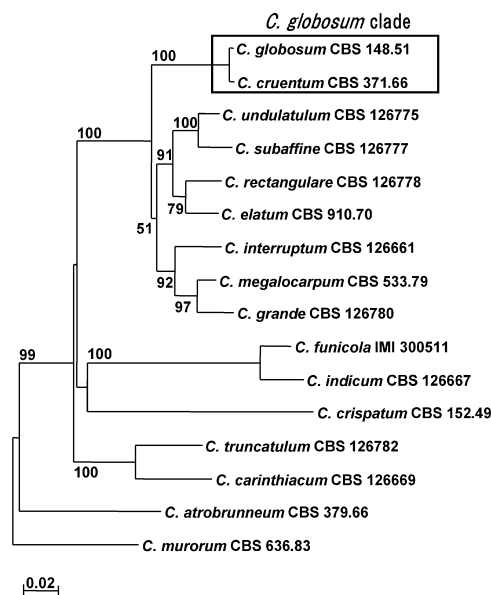 C. globosum clade
100
C. globosum CBS 148.51
C. cruentum CBS 371.66
100
100
C. undulatulum CBS 126775
91
C. subaffine CBS 126777
C. rectangulare CBS 126778
79
C. elatum CBS 910.70
51
C. interruptum CBS 126661
92
C. megalocarpum CBS 533.79
97
C. grande CBS 126780
99
100
C. funicola IMI 300511
C. indicum CBS 126667
C. crispatum CBS 152.49
C. truncatulum CBS 126782
100
C. carinthiacum CBS 126669
C. atrobrunneum CBS 379.66
C. murorum CBS 636.83
0.02